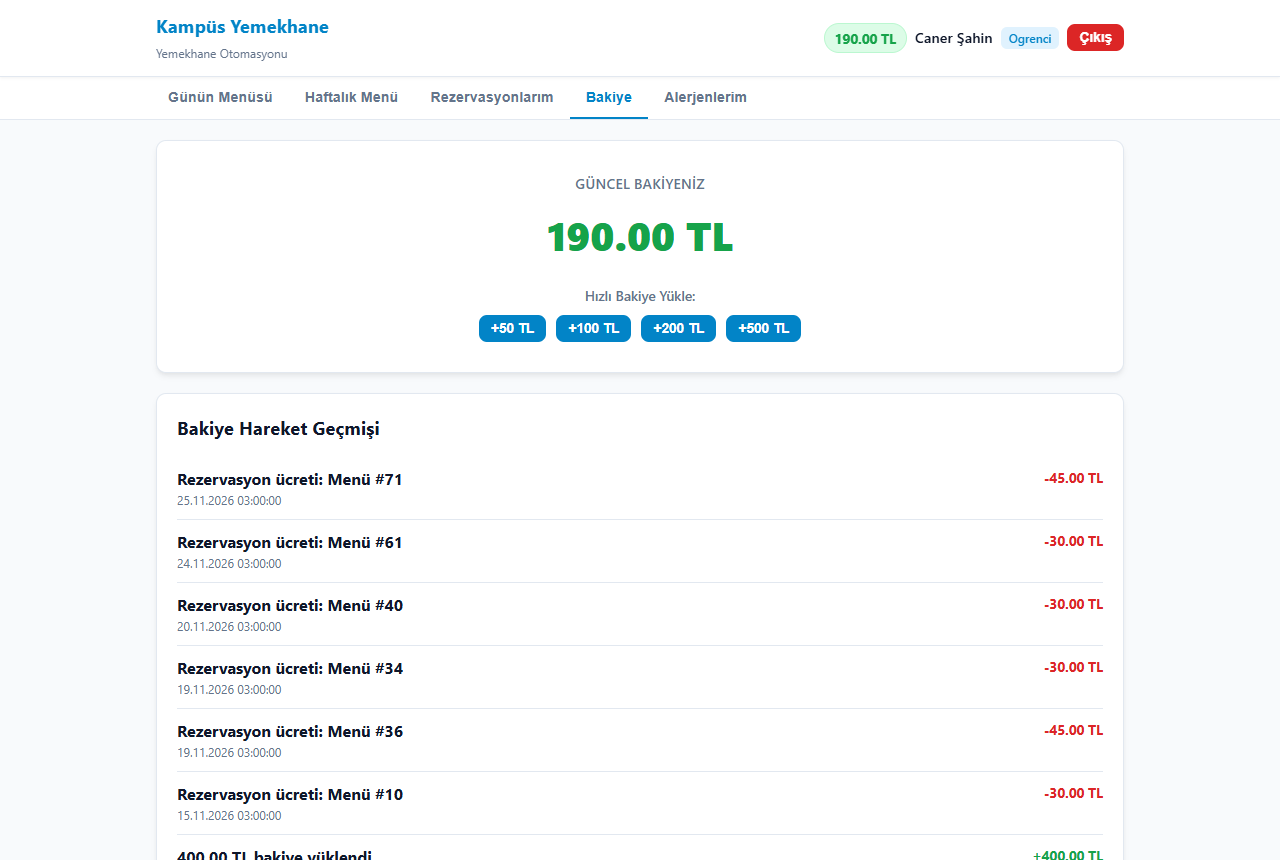 Kampüs Yemekhane
Yemekhane Otomasyonu
190.00 TL Caner Şahin Ogrenci Çıkış
Günün Menüsü Haftalık Menü Rezervasyonlarım Bakiye Alerjenlerim
GÜNCEL BAKİYENİZ
190.00 TL
Hızlı Bakiye Yükle:
+50 TL +100 TL +200 TL +500 TL
Bakiye Hareket Geçmişi
Rezervasyon ücreti: Menü #71 -45.00 TL
25.11.2026 03:00:00
Rezervasyon ücreti: Menü #61 -30.00 TL
24.11.2026 03:00:00
Rezervasyon ücreti: Menü #40 -30.00 TL
20.11.2026 03:00:00
Rezervasyon ücreti: Menü #34 -30.00 TL
19.11.2026 03:00:00
Rezervasyon ücreti: Menü #36 -45.00 TL
19.11.2026 03:00:00
Rezervasyon ücreti: Menü #10 -30.00 TL
15.11.2026 03:00:00
400.00 TL bakiye yüklendi +400.00 TL